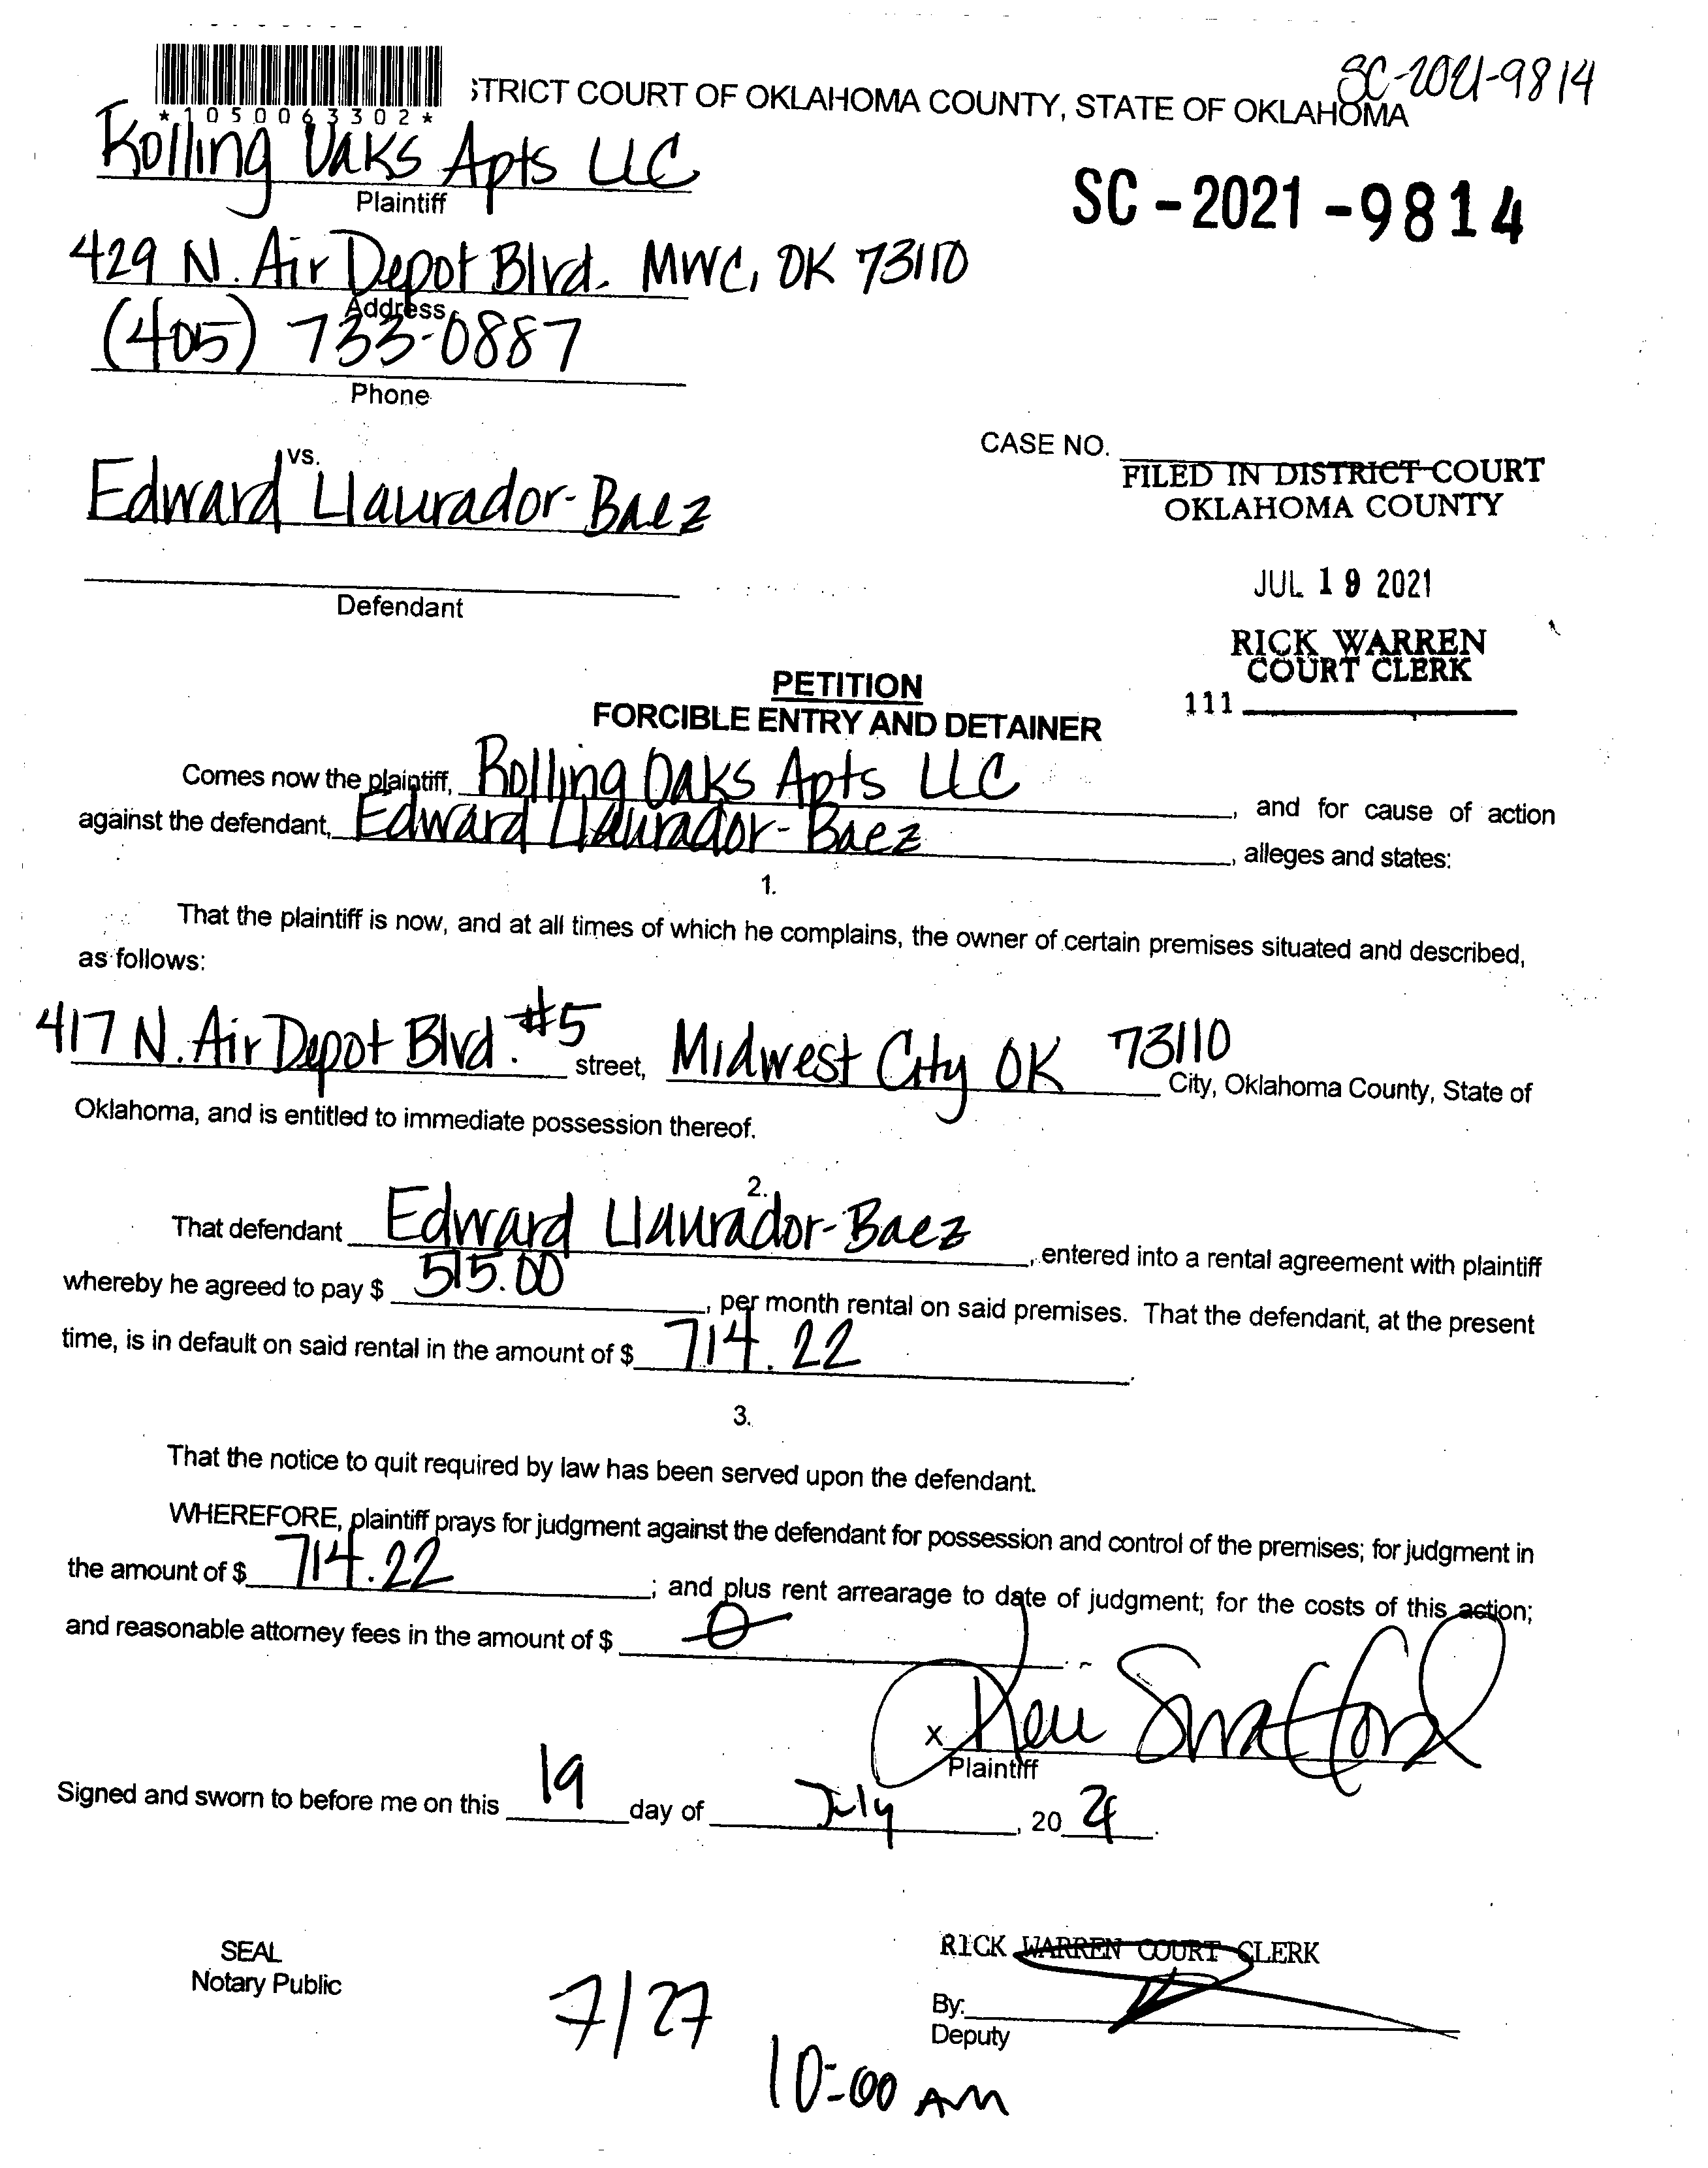 SC-2021-9814
*1050063302*
STRICT COURT OF OKLAHOMA COUNTY, STATE OF OKLAHOMA
Rolling Oaks Apts LLC
Plaintiff
SC-2021-9814
429 N. Air Depot Blvd. MWC, OK 73110
Address
(405) 733-0887
Phone
CASE NO.
vs.
FILED IN DISTRICT COURT
OKLAHOMA COUNTY
Edward Llaurador-Baez
JUL 19 2021
Defendant
RICK WARREN
COURT CLERK
111
PETITION
FORCIBLE ENTRY AND DETAINER
Comes now the plaintiff, Rolling Oaks Apts LLC, and for cause of action
against the defendant, Edward Llaurador-Baez, alleges and states:
1.
That the plaintiff is now, and at all times of which he complains, the owner of certain premises situated and described,
as follows:
417 N. Air Depot Blvd. #5 street, Midwest City OK 73110 City, Oklahoma County, State of
Oklahoma, and is entitled to immediate possession thereof.
2.
That defendant Edward Llaurador-Baez, entered into a rental agreement with plaintiff
whereby he agreed to pay $ 515.00, per month rental on said premises. That the defendant, at the present
time, is in default on said rental in the amount of $ 714.22.
3.
That the notice to quit required by law has been served upon the defendant.
WHEREFORE, plaintiff prays for judgment against the defendant for possession and control of the premises; for judgment in
the amount of $ 714.22; and plus rent arrearage to date of judgment; for the costs of this action;
and reasonable attorney fees in the amount of $ 0
X
Plaintiff
Signed and sworn to before me on this 19 day of July, 20 21.
SEAL
Notary Public
RICK WARREN COURT CLERK
By:
Deputy
7/27
10:00 AM